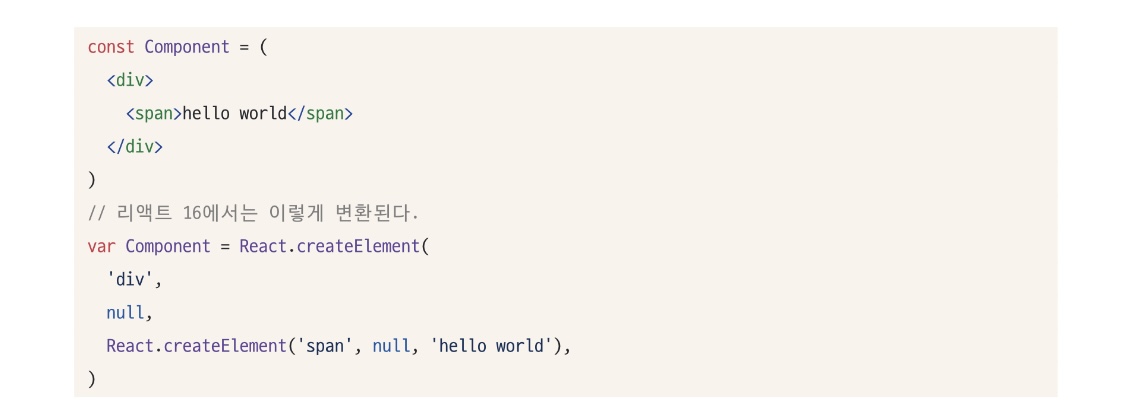 const Component = (
  <div>
    <span>hello world</span>
  </div>
)
// 리액트 16에서는 이렇게 변환된다.
var Component = React.createElement(
  'div',
  null,
  React.createElement('span', null, 'hello world'),
)